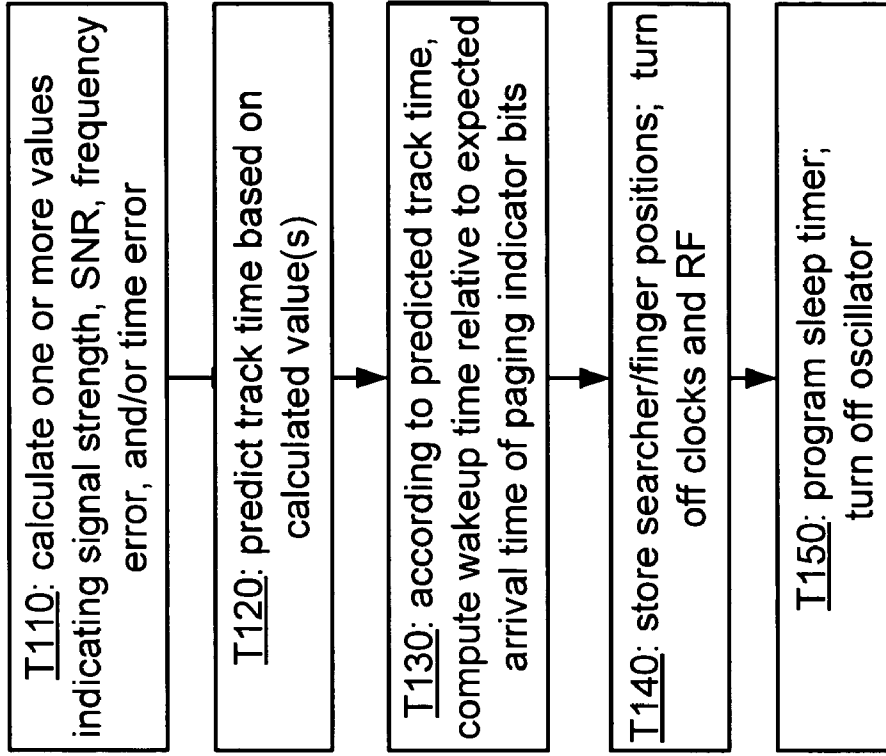 T110: calculate one or more values
indicating signal strength, SNR, frequency
error, and/or time error
T120: predict track time based on
calculated value(s)
T130: according to predicted track time,
compute wakeup time relative to expected
arrival time of paging indicator bits
T140: store searcher/finger positions; turn
off clocks and RF
T150: program sleep timer;
turn off oscillator